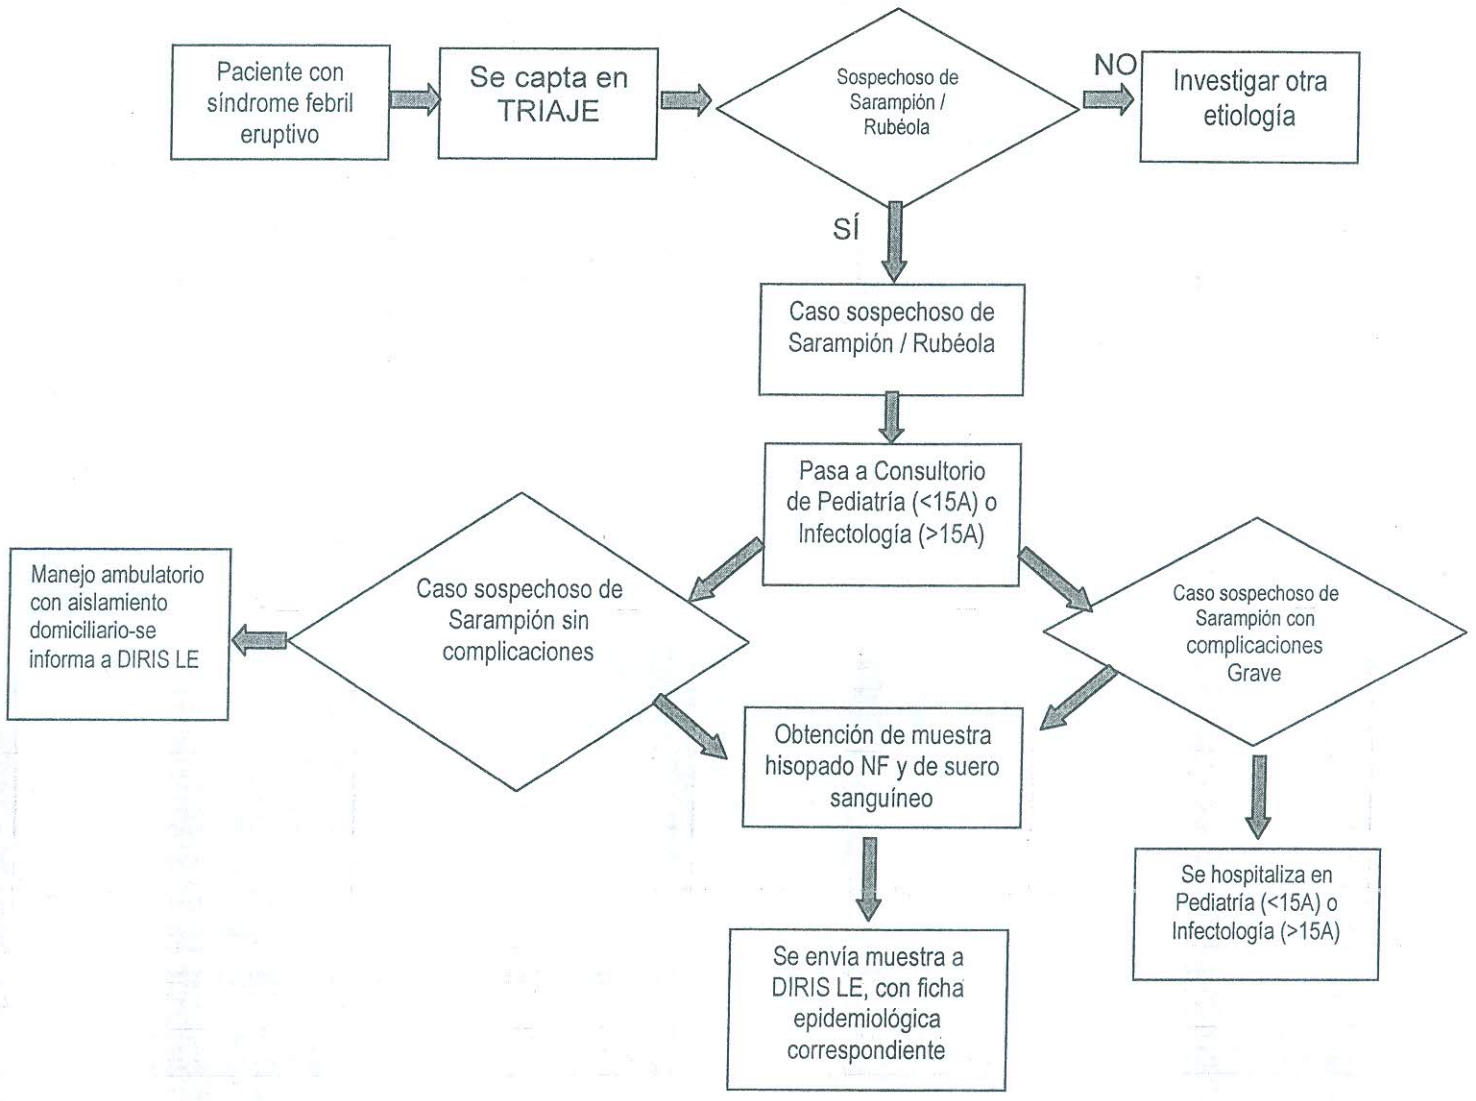 Paciente con
síndrome febril
eruptivo
Se capta en
TRIAJE
Sospechoso de
Sarampión /
Rubéola
NO
Investigar otra
etiología
SÍ
Caso sospechoso de
Sarampión / Rubéola
Pasa a Consultorio
de Pediatría (<15A) o
Infectología (>15A)
Manejo ambulatorio
con aislamiento
domiciliario-se
informa a DIRIS LE
Caso sospechoso de
Sarampión sin
complicaciones
Caso sospechoso de
Sarampión con
complicaciones
Grave
Obtención de muestra
hisopado NF y de suero
sanguíneo
Se hospitaliza en
Pediatría (<15A) o
Infectología (>15A)
Se envía muestra a
DIRIS LE, con ficha
epidemiológica
correspondiente